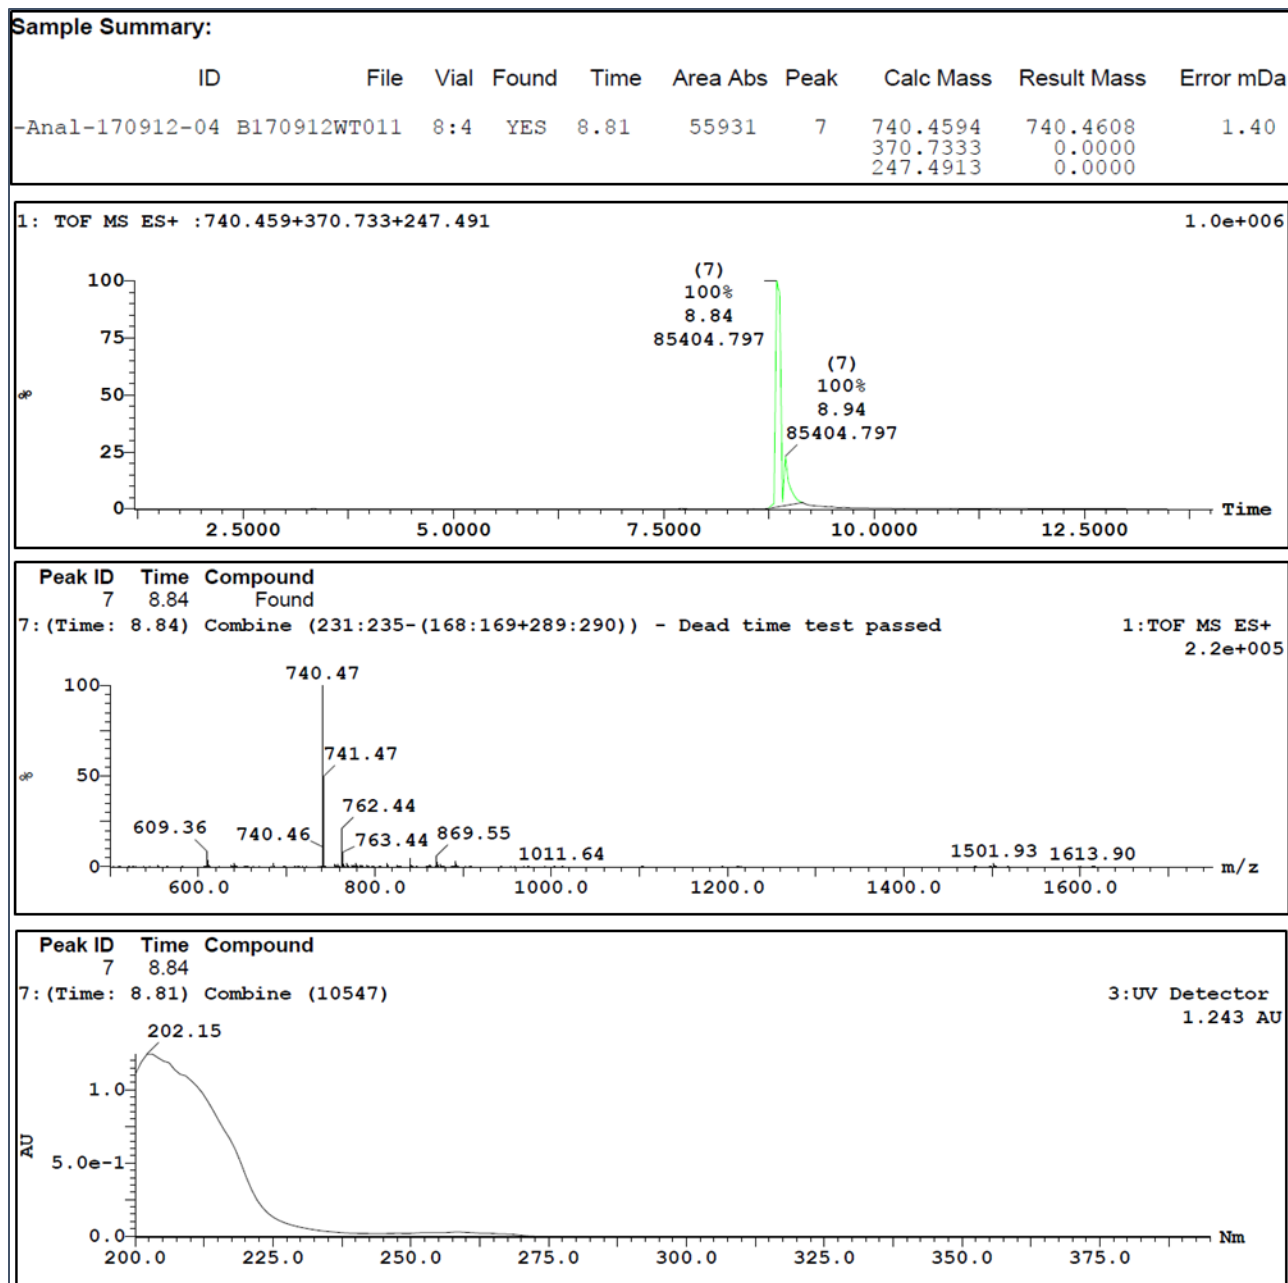 Sample Summary:
ID File Vial Found Time Area Abs Peak Calc Mass Result Mass Error mDa
-Anal-170912-04 B170912WT011 8:4 YES 8.81 55931 7 740.4594 740.4608 1.40
370.7333 0.0000
247.4913 0.0000
1: TOF MS ES+ :740.459+370.733+247.491 1.0e+006
(7)
100%
8.84
85404.797
(7)
100%
8.94
85404.797
100
75
50
25
0
%
2.5000 5.0000 7.5000 10.0000 12.5000 Time
Peak ID Time Compound
7 8.84 Found
7:(Time: 8.84) Combine (231:235-(168:169+289:290)) - Dead time test passed 1:TOF MS ES+
2.2e+005
740.47
741.47
762.44
609.36 740.46 763.44 869.55
1011.64 1501.93 1613.90
100
50
0
%
600.0 800.0 1000.0 1200.0 1400.0 1600.0 m/z
Peak ID Time Compound
7 8.84
7:(Time: 8.81) Combine (10547) 3:UV Detector
1.243 AU
202.15
1.0
5.0e-1
0.0
AU
200.0 225.0 250.0 275.0 300.0 325.0 350.0 375.0 Nm